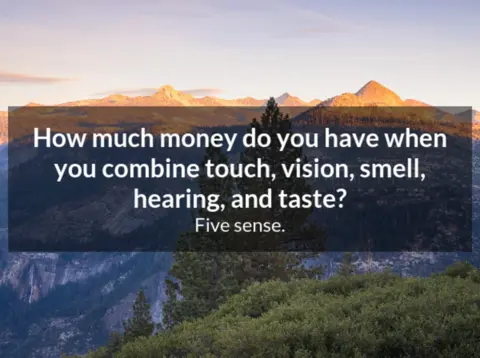 How much money do you have when
you combine touch, vision, smell,
hearing, and taste?
Five sense.